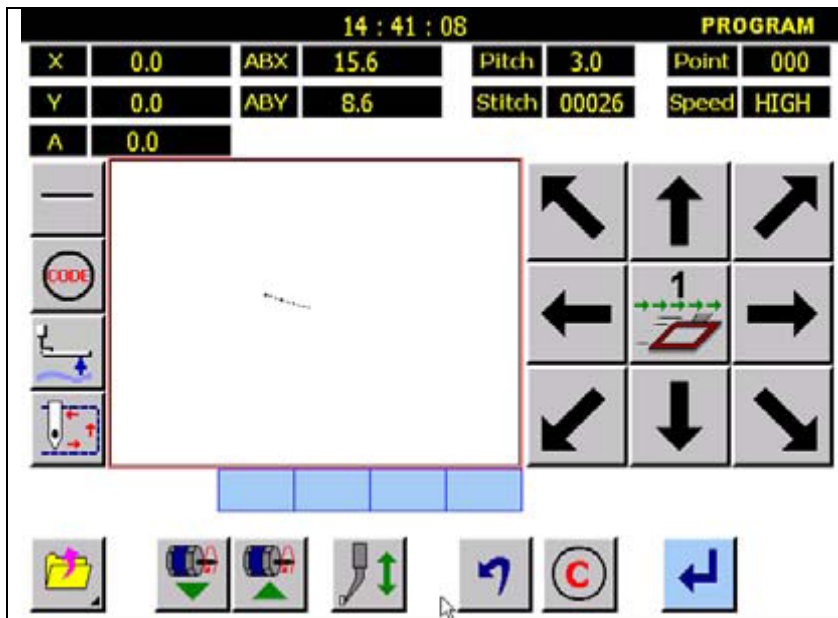 14 : 41 : 08 PROGRAM
X 0.0 ABX 15.6 Pitch 3.0 Point 000
Y 0.0 ABY 8.6 Stitch 00026 Speed HIGH
A 0.0
CODE
1
C